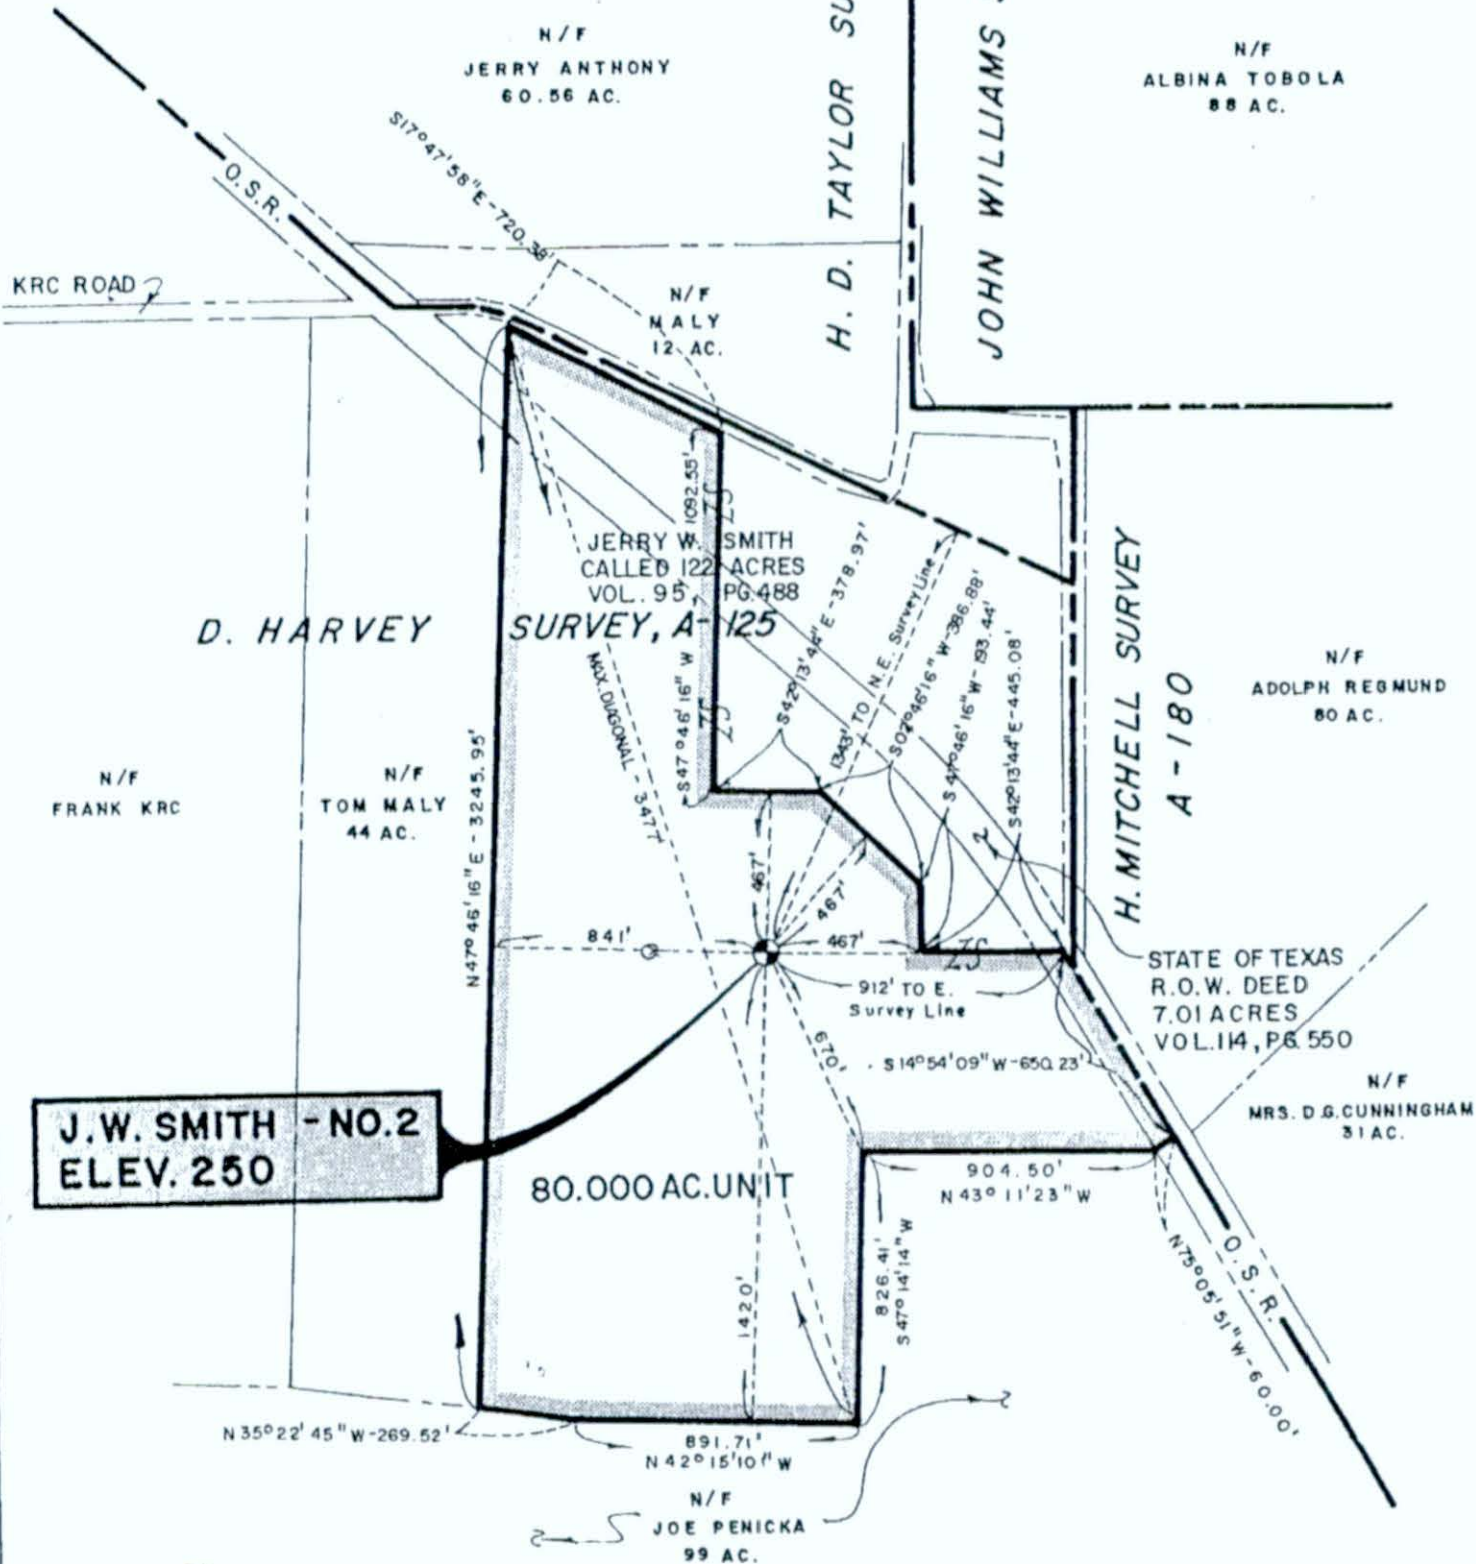 N/F
JERRY ANTHONY
60.56 AC.
H. D. TAYLOR SU
JOHN WILLIAMS
N/F
ALBINA TOBOLA
88 AC.
S17°47'58"E-720.38'
O.S.R.
KRC ROAD
N/F
MALY
12 AC.
1092.55'
JERRY W. SMITH
CALLED 122 ACRES
VOL. 95, PG. 488
D. HARVEY SURVEY, A-125
S42°13'44"E-378.97'
1343' TO N.E. Survey Line
S02°46'16"W-386.88'
S47°46'16"W-193.44'
S42°13'44"E-445.08'
H. MITCHELL SURVEY
A-180
N/F
ADOLPH REGMUND
80 AC.
MAX. DIAGONAL - 3477'
S47°46'16"W
N47°46'16"E - 3245.95'
N/F
FRANK KRC
N/F
TOM MALY
44 AC.
467'
467'
841'
467'
912' TO E.
Survey Line
STATE OF TEXAS
R.O.W. DEED
7.01 ACRES
VOL. 114, PG. 550
670'
S14°54'09"W-650.23'
N/F
MRS. D.G. CUNNINGHAM
31 AC.
J.W. SMITH - NO.2
ELEV. 250
80.000 AC. UNIT
904.50'
N43°11'23"W
826.41'
S47°14'14"W
1420'
N75°05'51"W-60.00'
O.S.R.
N35°22'45"W-269.52'
891.71'
N42°15'10"W
N/F
JOE PENICKA
99 AC.